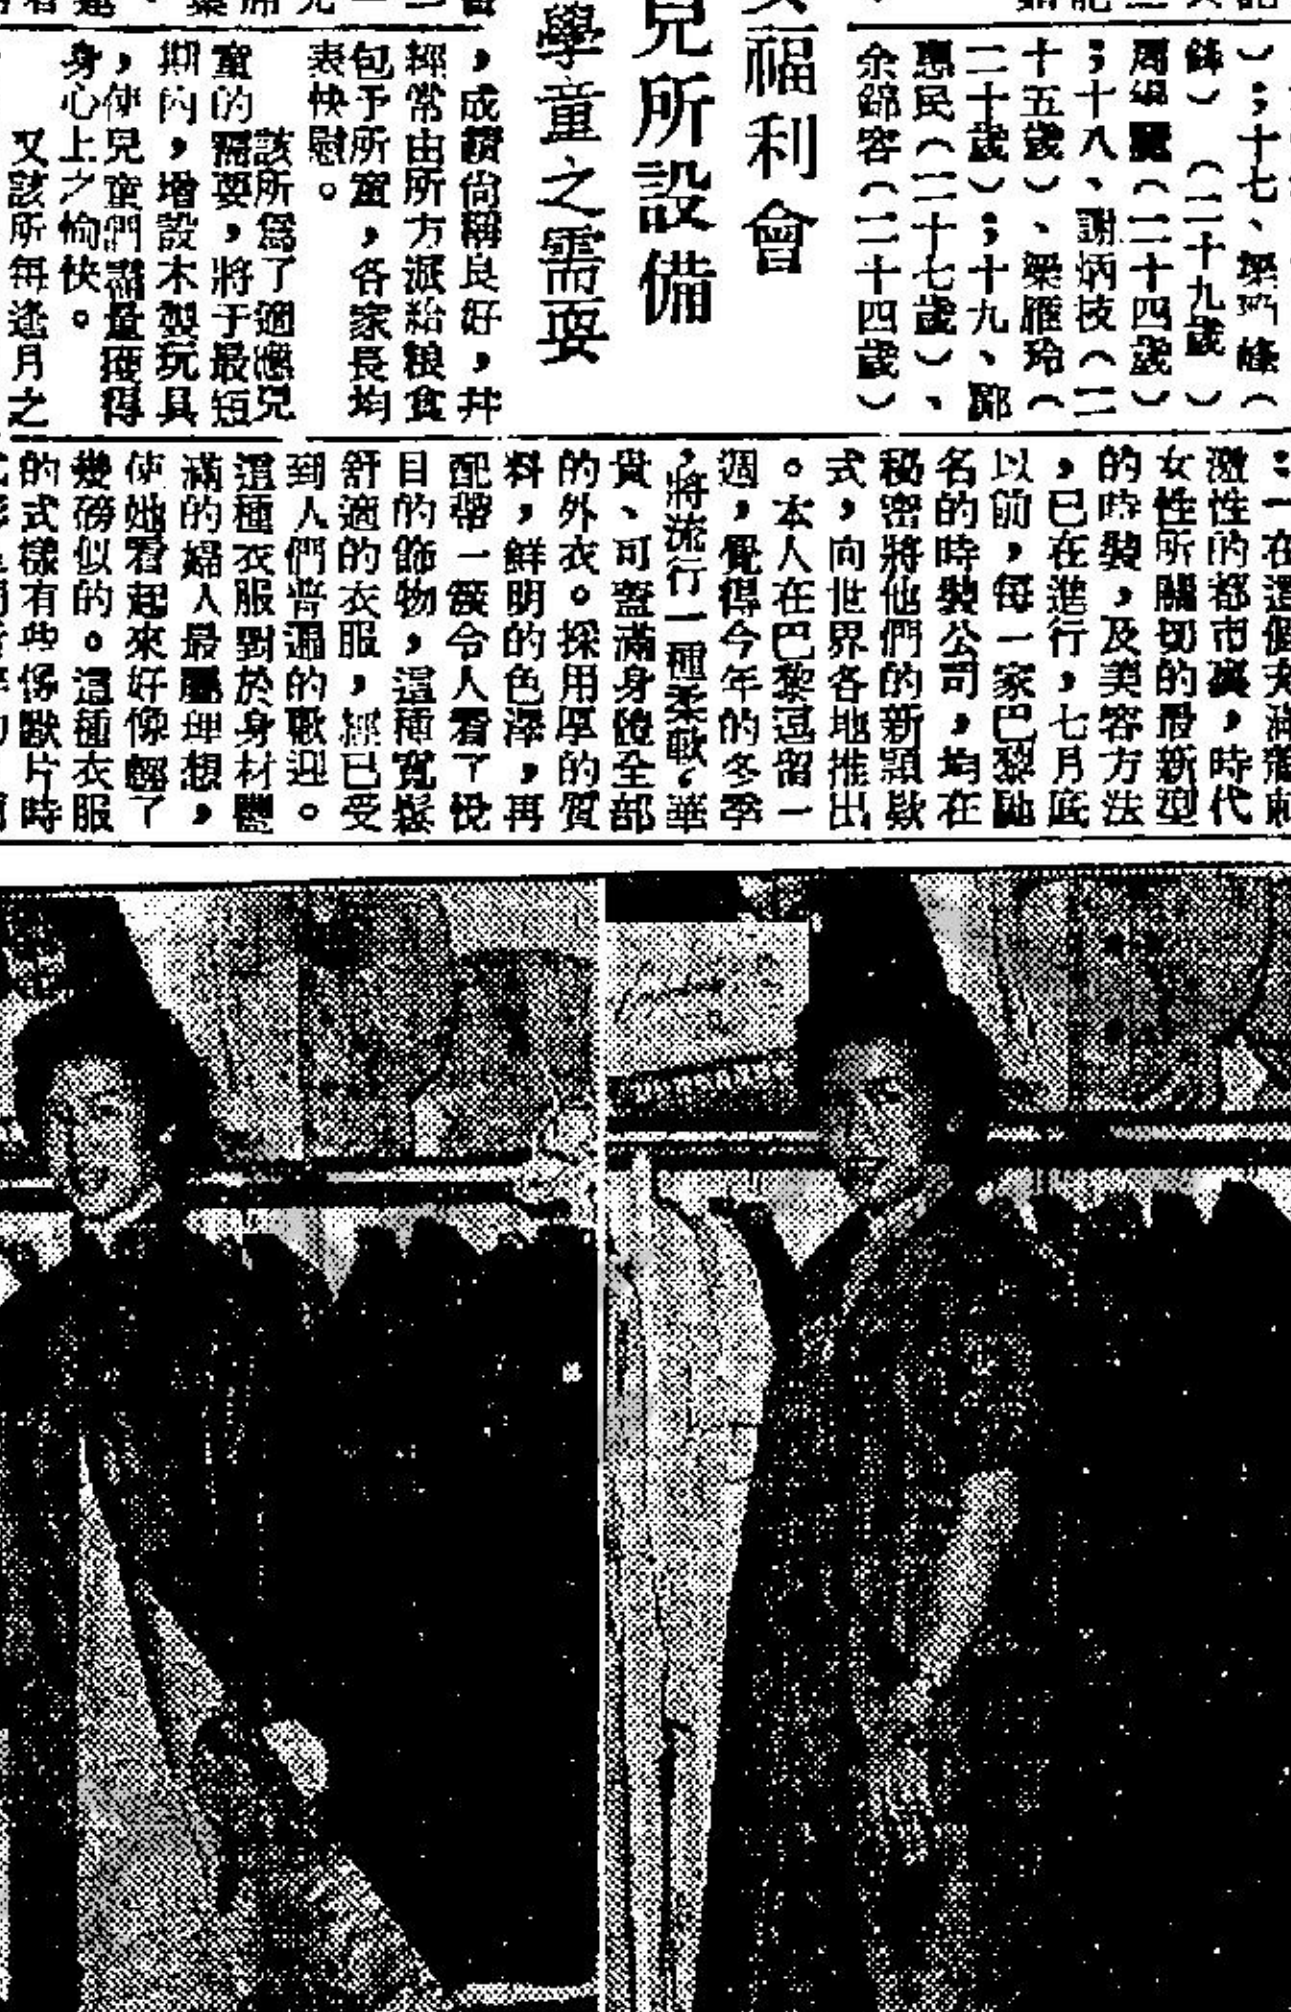 ）；十七、梁
）（二十九歲）
（二十四歲）
；十八、謝炳技（二
十五歲）、梁雁玲（
二十歲）；十九、鄺
惠民（二十七歲）、
余錦容（二十四歲）
福利會
兒所設備
學童之需要
，成績尚稱良好，并
經常由所方派給粮食
包予所童，各家長均
表快慰。
該所爲了適應兒
童的需要，將于最短
期內，增設木製玩具
，使兒童們儘量獲得
身心上之愉快。
又該所每逢月之
：一在這個充滿
激性的都市裏，時代
女性所關切的最新型
的時裝，及美容方法
，已在進行，七月底
以前，每一家巴黎馳
名的時裝公司，均在
秘密將他們的新穎欵
式，向世界各地推出
。本人在巴黎逗留一
週，覺得今年的冬季
，將流行一種柔軟，華
貴、可蓋滿身體全部
的外衣。採用厚的質
料，鮮明的色澤，再
配帶一簇令人看了悅
目的飾物，這種寬鬆
舒適的衣服，經已受
到人們普遍的歡迎。
這種衣服對於身材豐
滿的婦人最屬理想，
使她看起來好像輕了
幾磅似的。這種衣服
的式樣有些像默片時